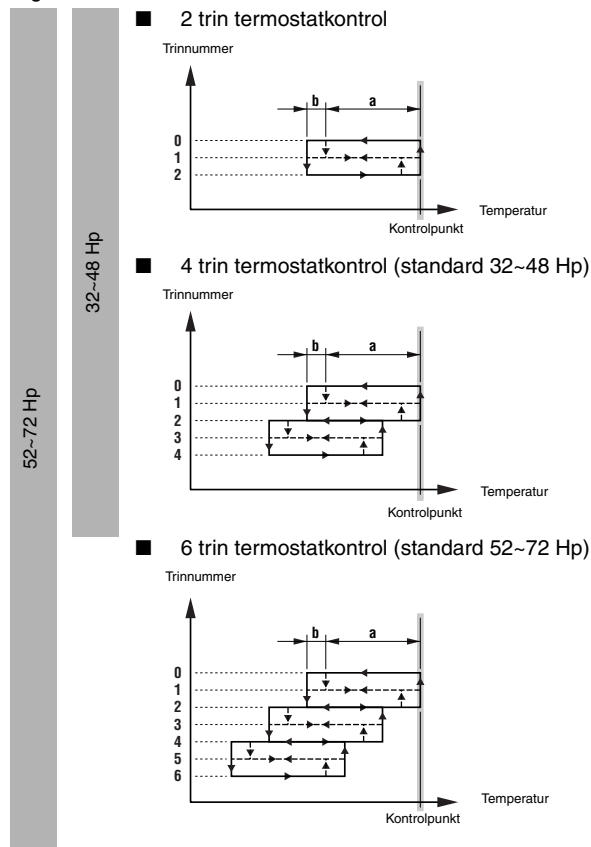 ■ 2 trin termostatkontrol
Trinnummer
b a
0
1
2
Temperatur
Kontrolpunkt
32~48 Hp
■ 4 trin termostatkontrol (standard 32~48 Hp)
Trinnummer
b a
0
1
2
3
4
Temperatur
Kontrolpunkt
52~72 Hp
■ 6 trin termostatkontrol (standard 52~72 Hp)
Trinnummer
b a
0
1
2
3
4
5
6
Temperatur
Kontrolpunkt